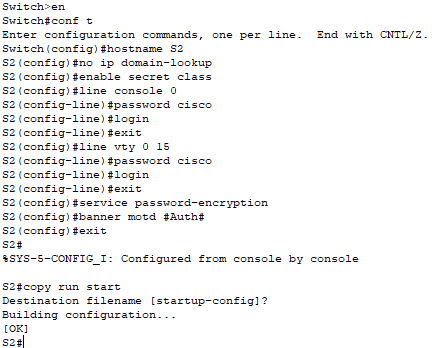 Switch>en
Switch#conf t
Enter configuration commands, one per line.  End with CNTL/Z.
Switch(config)#hostname S2
S2(config)#no ip domain-lookup
S2(config)#enable secret class
S2(config)#line console 0
S2(config-line)#password cisco
S2(config-line)#login
S2(config-line)#exit
S2(config)#line vty 0 15
S2(config-line)#password cisco
S2(config-line)#login
S2(config-line)#exit
S2(config)#service password-encryption
S2(config)#banner motd #Auth#
S2(config)#exit
S2#
%SYS-5-CONFIG_I: Configured from console by console

S2#copy run start
Destination filename [startup-config]?
Building configuration...
[OK]
S2#